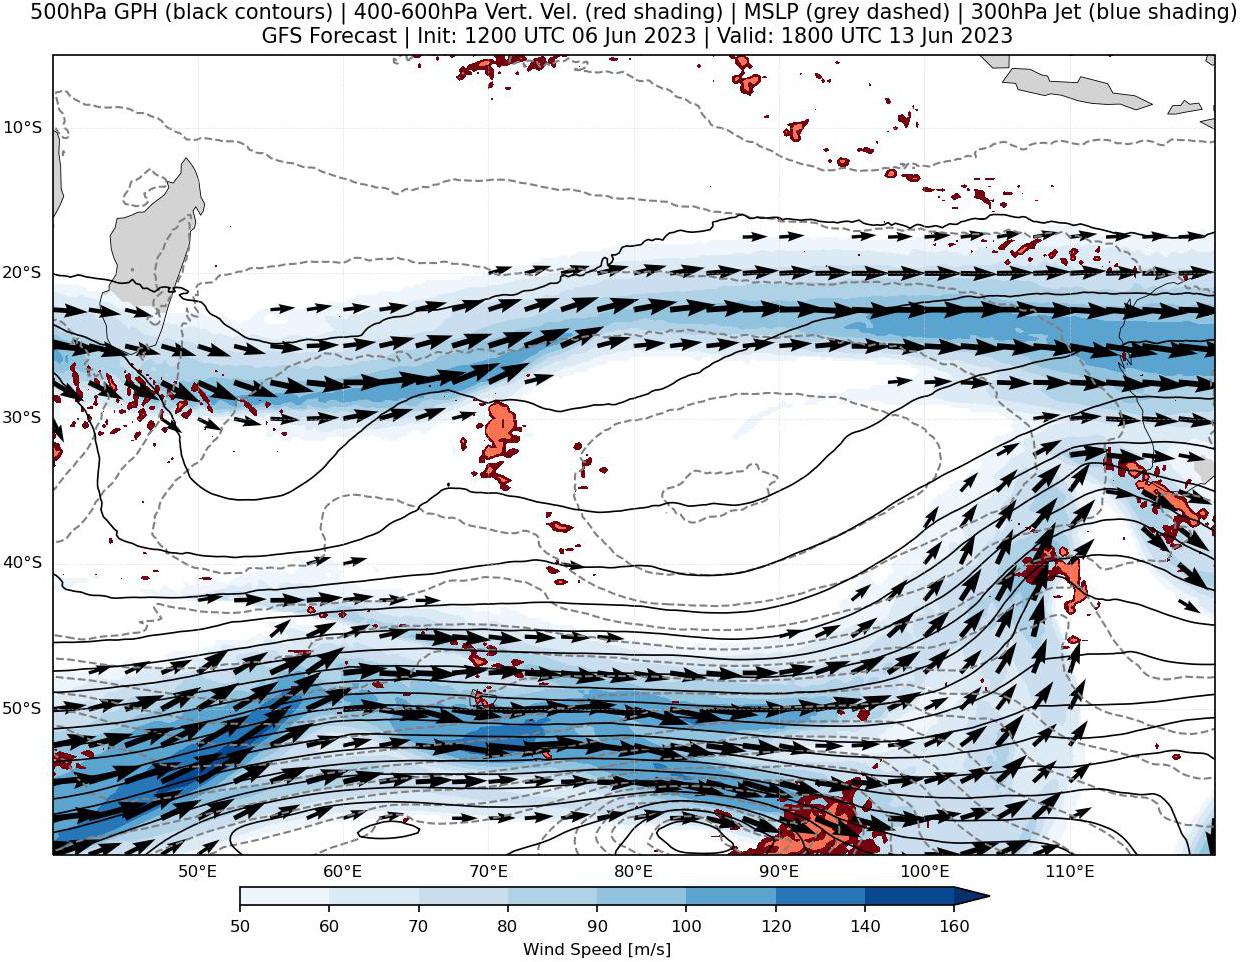 500hPa GPH (black contours) | 400-600hPa Vert. Vel. (red shading) | MSLP (grey dashed) | 300hPa Jet (blue shading)
GFS Forecast | Init: 1200 UTC 06 Jun 2023 | Valid: 1800 UTC 13 Jun 2023
10°S
20°S
30°S
40°S
50°S
50°E 60°E 70°E 80°E 90°E 100°E 110°E
50 60 70 80 90 100 120 140 160
Wind Speed [m/s]